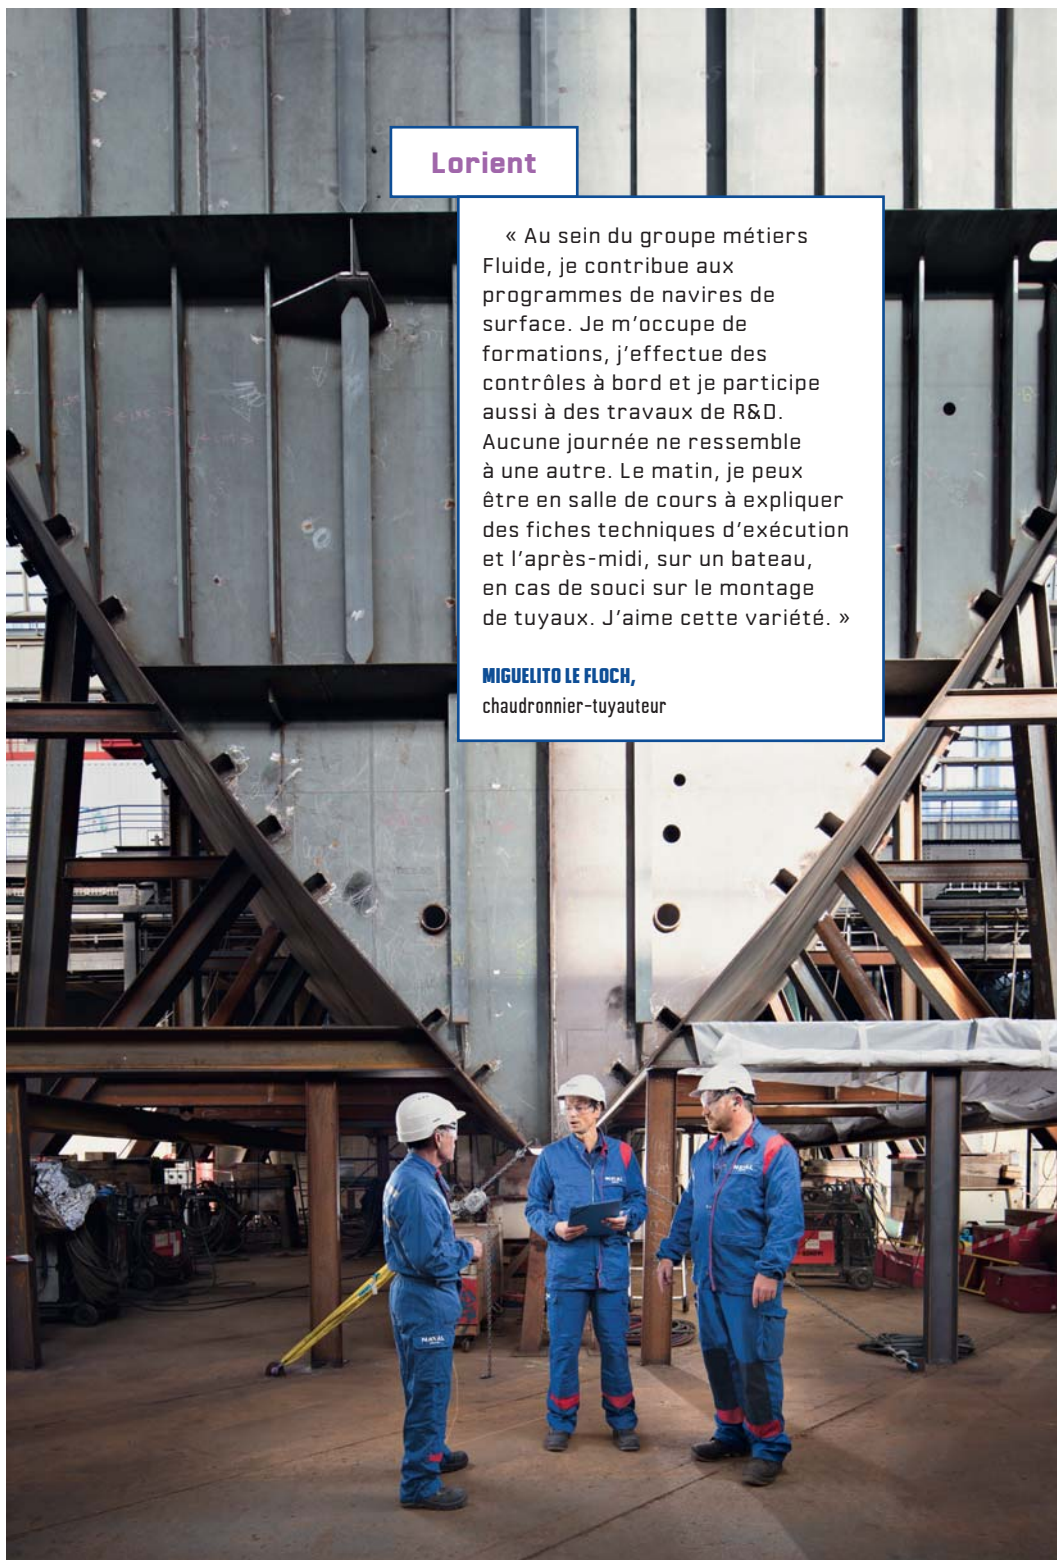 Lorient
« Au sein du groupe métiers
Fluide, je contribue aux
programmes de navires de
surface. Je m’occupe de
formations, j’effectue des
contrôles à bord et je participe
aussi à des travaux de R&D.
Aucune journée ne ressemble
à une autre. Le matin, je peux
être en salle de cours à expliquer
des fiches techniques d’exécution
et l’après-midi, sur un bateau,
en cas de souci sur le montage
de tuyaux. J’aime cette variété. »
MIGUELITO LE FLOCH,
chaudronnier-tuyauteur
NAVAL
NAVAL
NAVAL